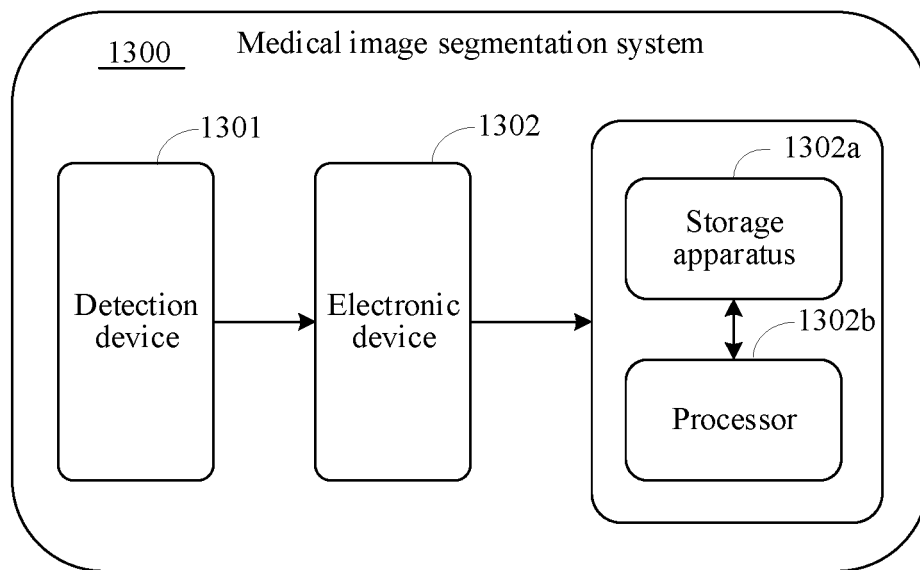 1300
Medical image segmentation system
1301
1302
1302a
Detection
device
Electronic
device
Storage
apparatus
1302b
Processor